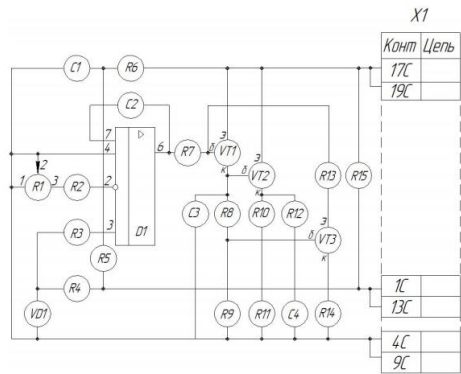 X1
Конт Цепь
С1 R6 17С
19С
С2
7 ▷ 6 R7 б э VT1 к
4
2
1 R1 3 R2 2
б э VT2 к R13 R15
R3 3 D1
С3 R8 R10 R12 б э VT3 к
R5
R4 1С
13С
VD1 R9 R11 С4 R14
4С
9С